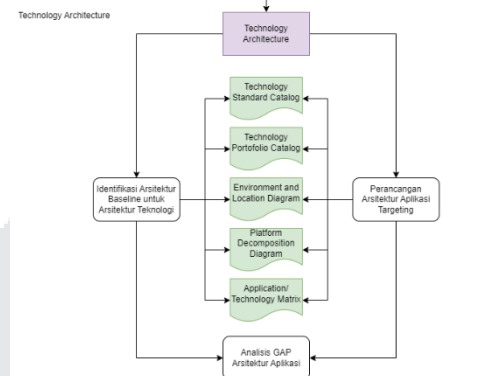 Technology Architecture
Technology
Architecture
Technology
Standard Catalog
Technology
Portofolio Catalog
Identifikasi Arsitektur
Baseline untuk
Arsitektur Teknologi
Environment and
Location Diagram
Perancangan
Arsitektur Aplikasi
Targeting
Platform
Decomposition
Diagram
Application/
Technology Matrix
Analisis GAP
Arsitektur Aplikasi